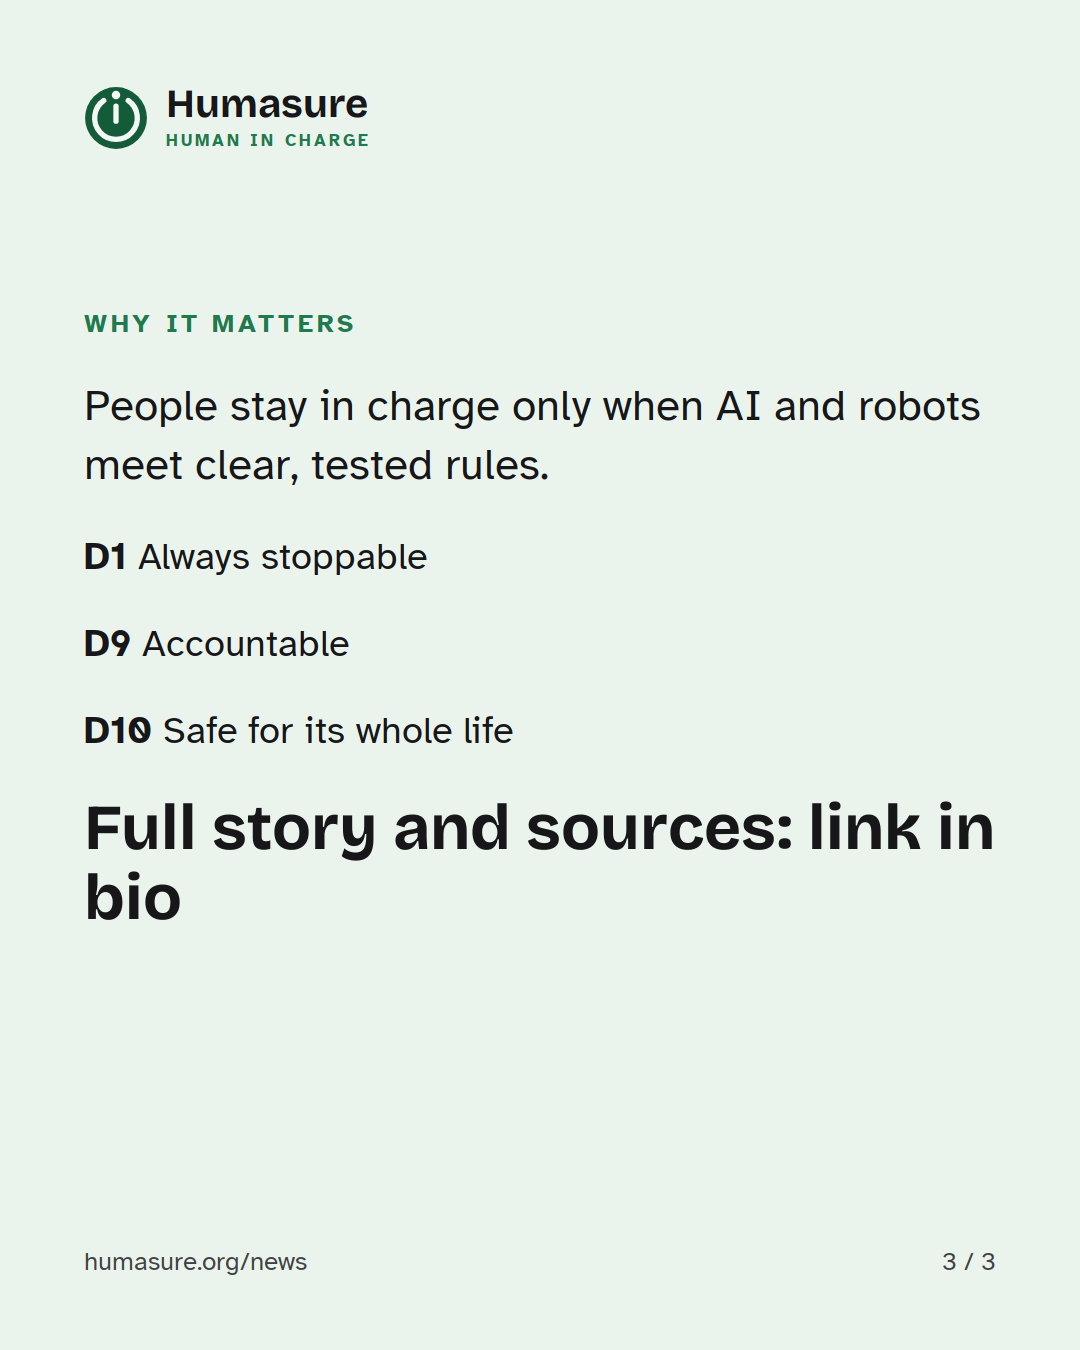 Humasure
HUMAN IN CHARGE
WHY IT MATTERS
People stay in charge only when AI and robots
meet clear, tested rules.
D1 Always stoppable
D9 Accountable
D10 Safe for its whole life
Full story and sources: link in
bio
humasure.org/news
3 / 3